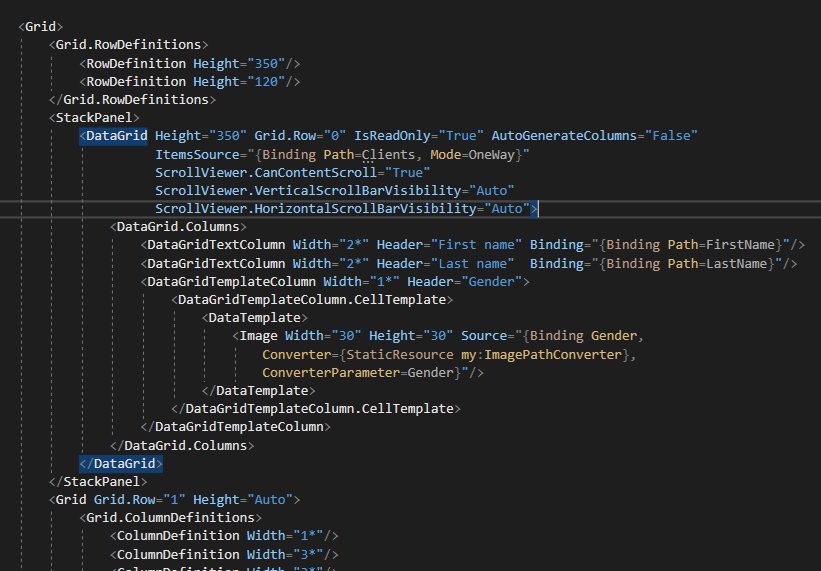 <Grid>
<Grid.RowDefinitions>
<RowDefinition Height="350"/>
<RowDefinition Height="120"/>
</Grid.RowDefinitions>
<StackPanel>
<DataGrid Height="350" Grid.Row="0" IsReadOnly="True" AutoGenerateColumns="False"
ItemsSource="{Binding Path=Clients, Mode=OneWay}"
ScrollViewer.CanContentScroll="True"
ScrollViewer.VerticalScrollBarVisibility="Auto"
ScrollViewer.HorizontalScrollBarVisibility="Auto">
<DataGrid.Columns>
<DataGridTextColumn Width="2*" Header="First name" Binding="{Binding Path=FirstName}"/>
<DataGridTextColumn Width="2*" Header="Last name"  Binding="{Binding Path=LastName}"/>
<DataGridTemplateColumn Width="1*" Header="Gender">
<DataGridTemplateColumn.CellTemplate>
<DataTemplate>
<Image Width="30" Height="30" Source="{Binding Gender,
Converter={StaticResource my:ImagePathConverter},
ConverterParameter=Gender}"/>
</DataTemplate>
</DataGridTemplateColumn.CellTemplate>
</DataGridTemplateColumn>
</DataGrid.Columns>
</DataGrid>
</StackPanel>
<Grid Grid.Row="1" Height="Auto">
<Grid.ColumnDefinitions>
<ColumnDefinition Width="1*"/>
<ColumnDefinition Width="3*"/>